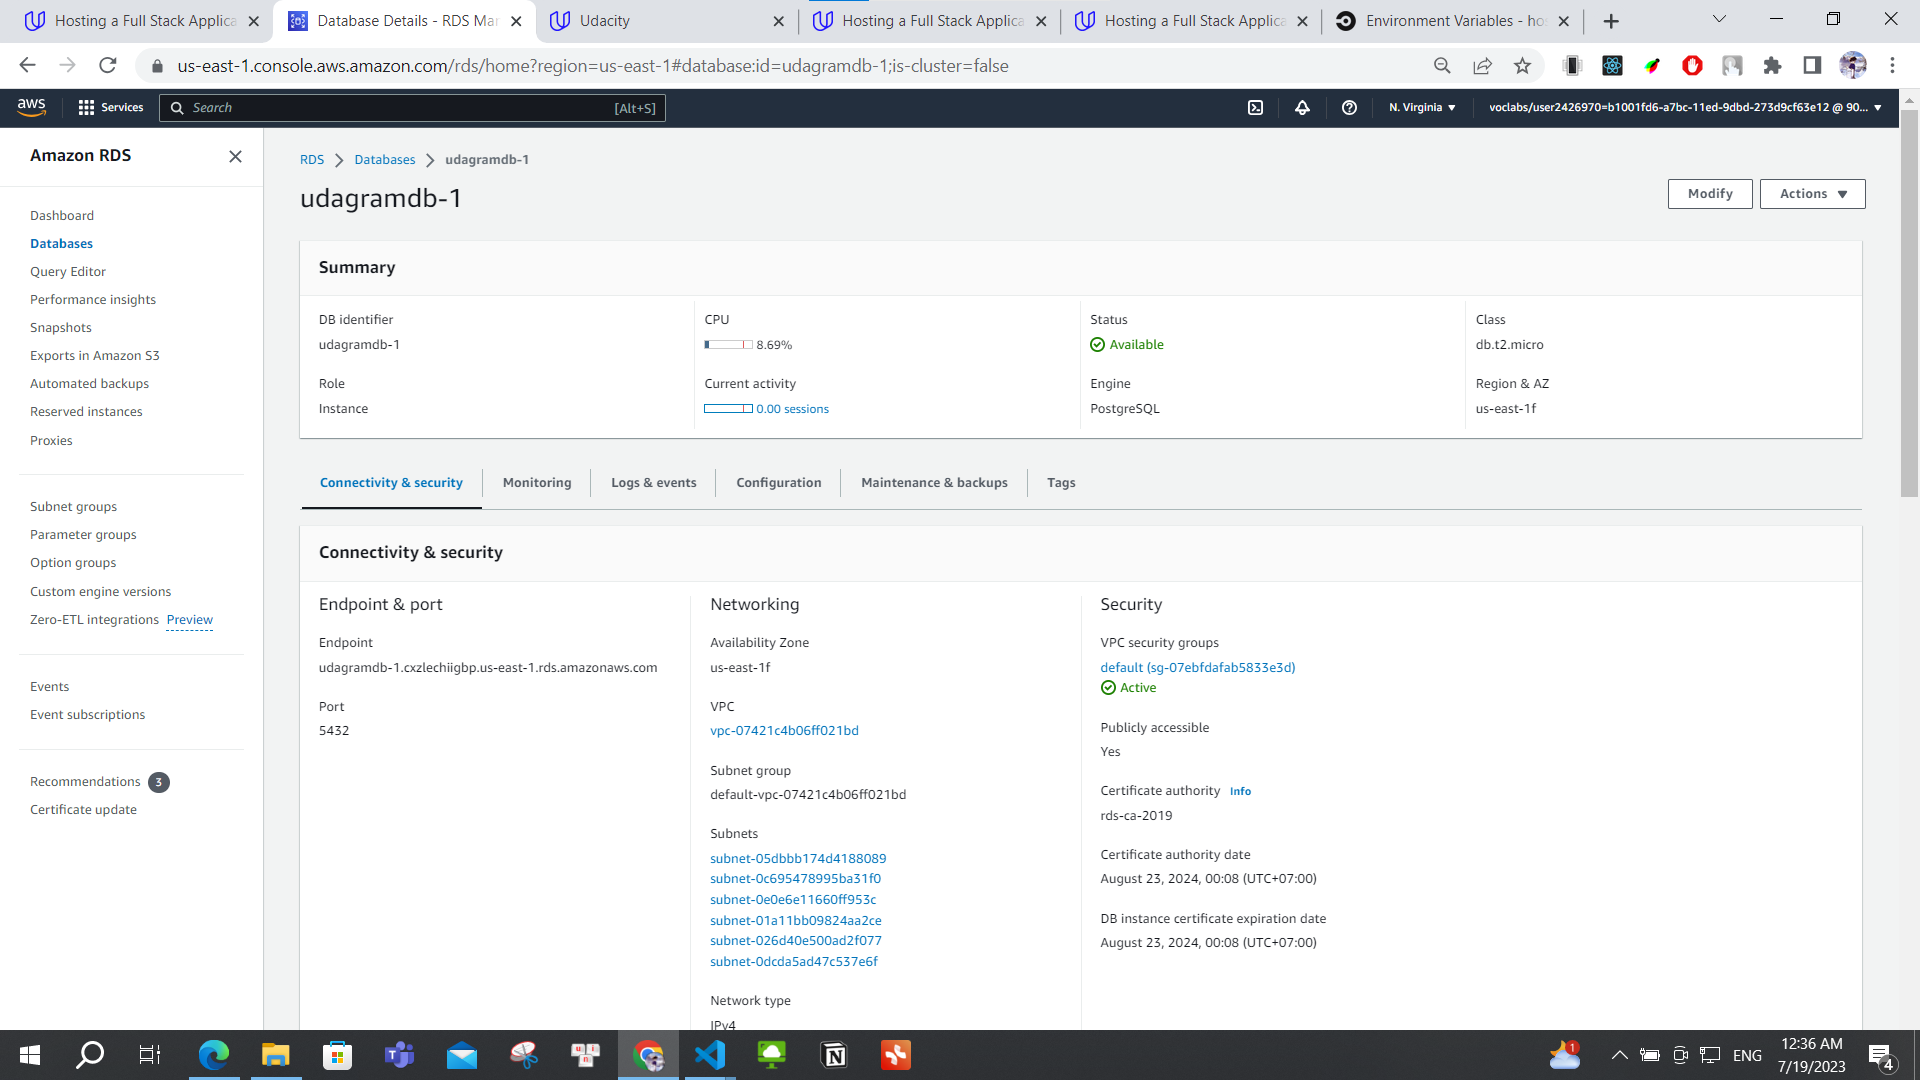 Hosting a Full Stack Applica
Database Details - RDS Mar
Udacity
Hosting a Full Stack Applica
Hosting a Full Stack Applica
Environment Variables - hos
us-east-1.console.aws.amazon.com/rds/home?region=us-east-1#database:id=udagramdb-1;is-cluster=false
aws
Services
Search
[Alt+S]
N. Virginia
voclabs/user2426970=b1001fd6-a7bc-11ed-9dbd-273d9cf63e12 @ 90...
Amazon RDS
Dashboard
Databases
Query Editor
Performance insights
Snapshots
Exports in Amazon S3
Automated backups
Reserved instances
Proxies
Subnet groups
Parameter groups
Option groups
Custom engine versions
Zero-ETL integrations Preview
Events
Event subscriptions
Recommendations 3
Certificate update
RDS > Databases > udagramdb-1
udagramdb-1
Modify
Actions
Summary
DB identifier
udagramdb-1
CPU
8.69%
Status
Available
Class
db.t2.micro
Role
Instance
Current activity
0.00 sessions
Engine
PostgreSQL
Region & AZ
us-east-1f
Connectivity & security
Monitoring
Logs & events
Configuration
Maintenance & backups
Tags
Connectivity & security
Endpoint & port
Endpoint
udagramdb-1.cxzlechiigbp.us-east-1.rds.amazonaws.com
Port
5432
Networking
Availability Zone
us-east-1f
VPC
vpc-07421c4b06ff021bd
Subnet group
default-vpc-07421c4b06ff021bd
Subnets
subnet-05dbbb174d4188089
subnet-0c695478995ba31f0
subnet-0e0e6e11660ff953c
subnet-01a11bb09824aa2ce
subnet-026d40e500ad2f077
subnet-0dcda5ad47c537e6f
Network type
IPv4
Security
VPC security groups
default (sg-07ebfdafab5833e3d)
Active
Publicly accessible
Yes
Certificate authority Info
rds-ca-2019
Certificate authority date
August 23, 2024, 00:08 (UTC+07:00)
DB instance certificate expiration date
August 23, 2024, 00:08 (UTC+07:00)
1
ENG
12:36 AM
7/19/2023
4